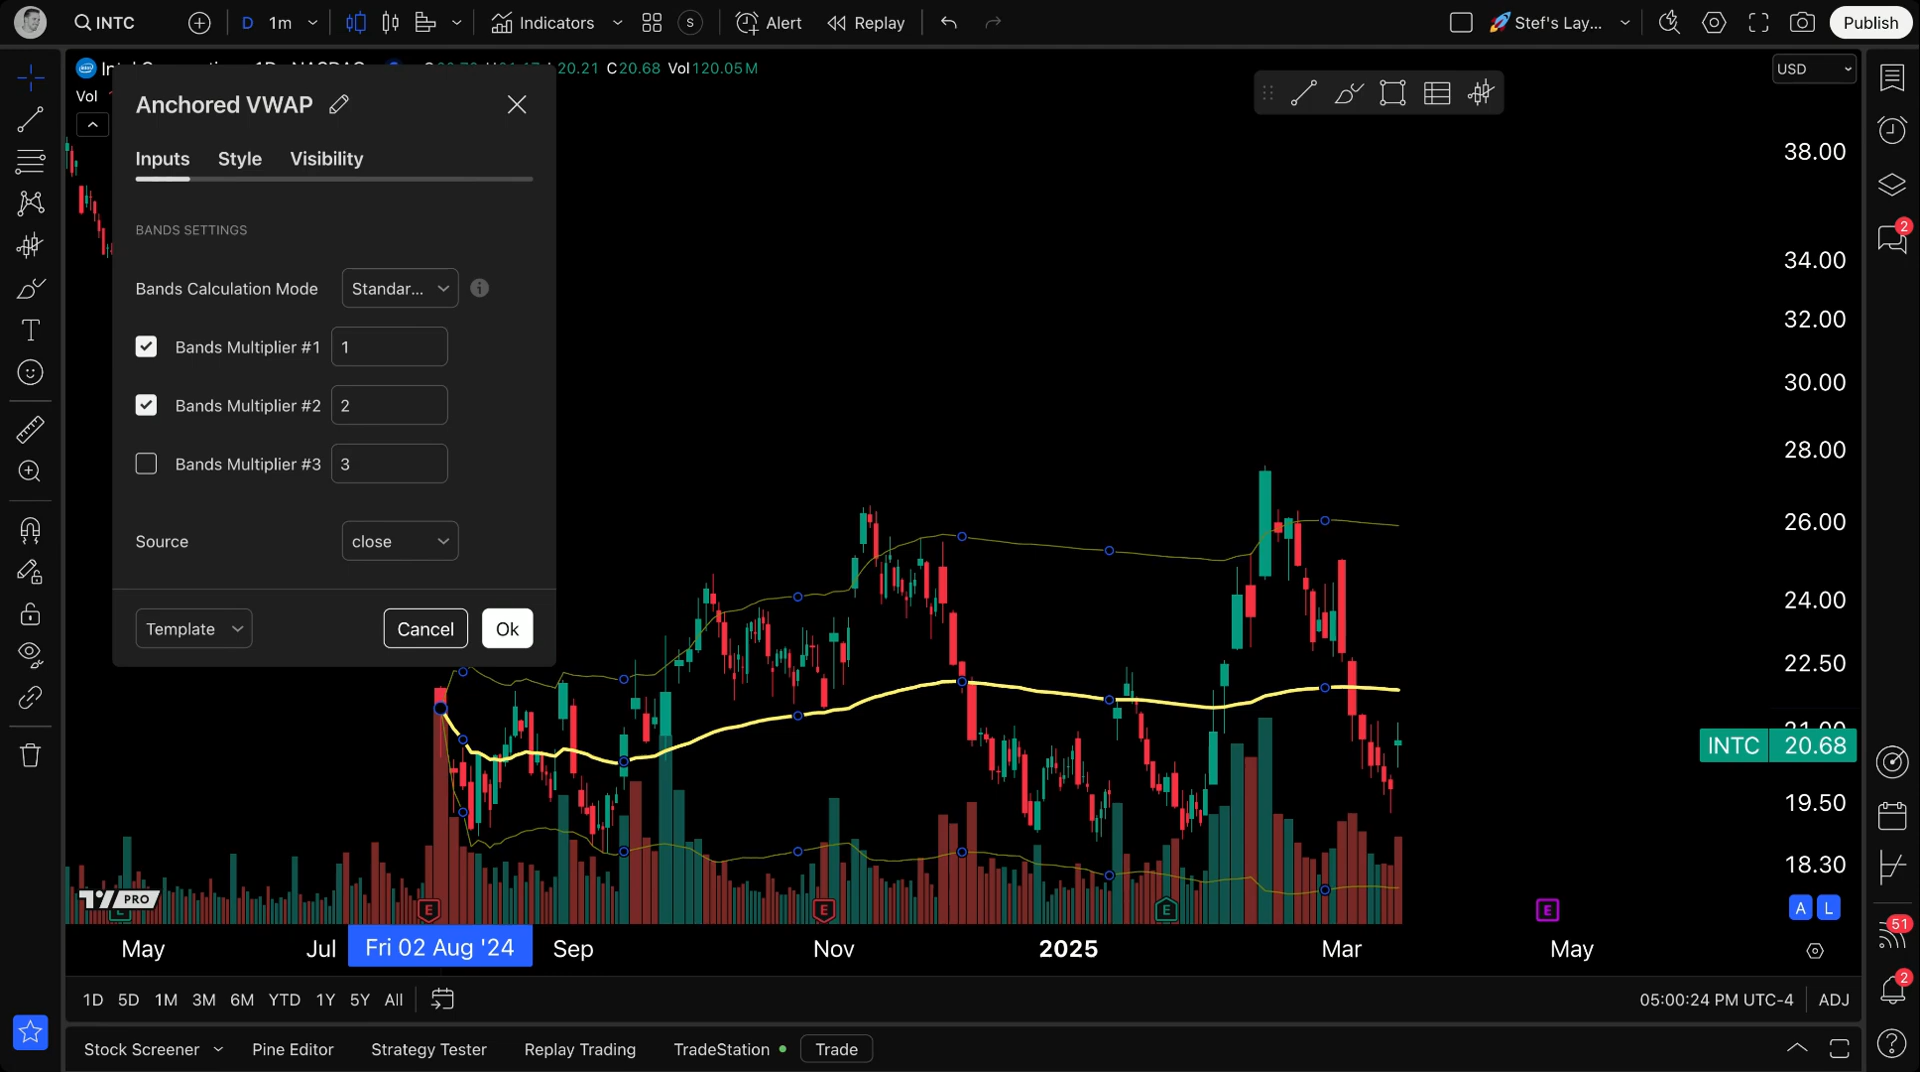 INTC
D 1m
Indicators
S
Alert
Replay
Stef's Lay...
Publish
20.21 C20.68 Vol120.05M
Vol
USD
Anchored VWAP
Inputs Style Visibility
BANDS SETTINGS
Bands Calculation Mode Standar...
Bands Multiplier #1 1
Bands Multiplier #2 2
Bands Multiplier #3 3
Source close
Template
Cancel
Ok
38.00
34.00
32.00
30.00
28.00
26.00
24.00
22.50
21.00
INTC 20.68
19.50
18.30
2
PRO
E
E
E
E
A L
May
Jul
Fri 02 Aug '24
Sep
Nov
2025
Mar
May
51
1D 5D 1M 3M 6M YTD 1Y 5Y All
05:00:24 PM UTC-4 ADJ
2
Stock Screener
Pine Editor
Strategy Tester
Replay Trading
TradeStation
Trade